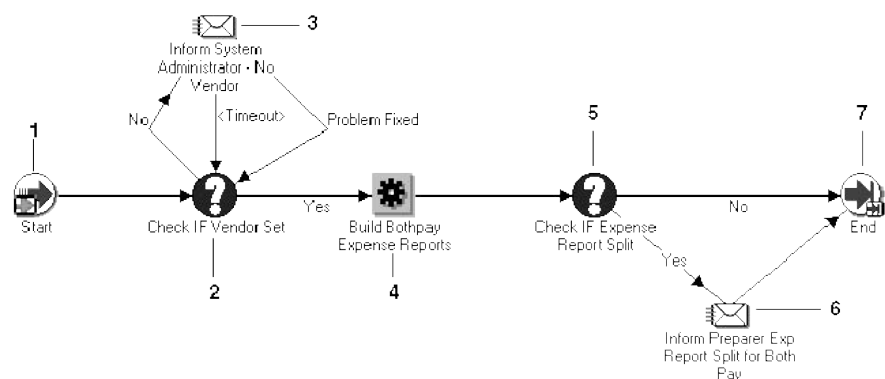 3
Inform System
Administrator - No
Vendor
1
No
<Timeout>
Problem Fixed
5
7
Start
Check IF Vendor Set
Yes
Build Bothpay
Expense Reports
Check IF Expense
Report Split
No
End
2
4
Yes
6
Inform Preparer Exp
Report Split for Both
Pay